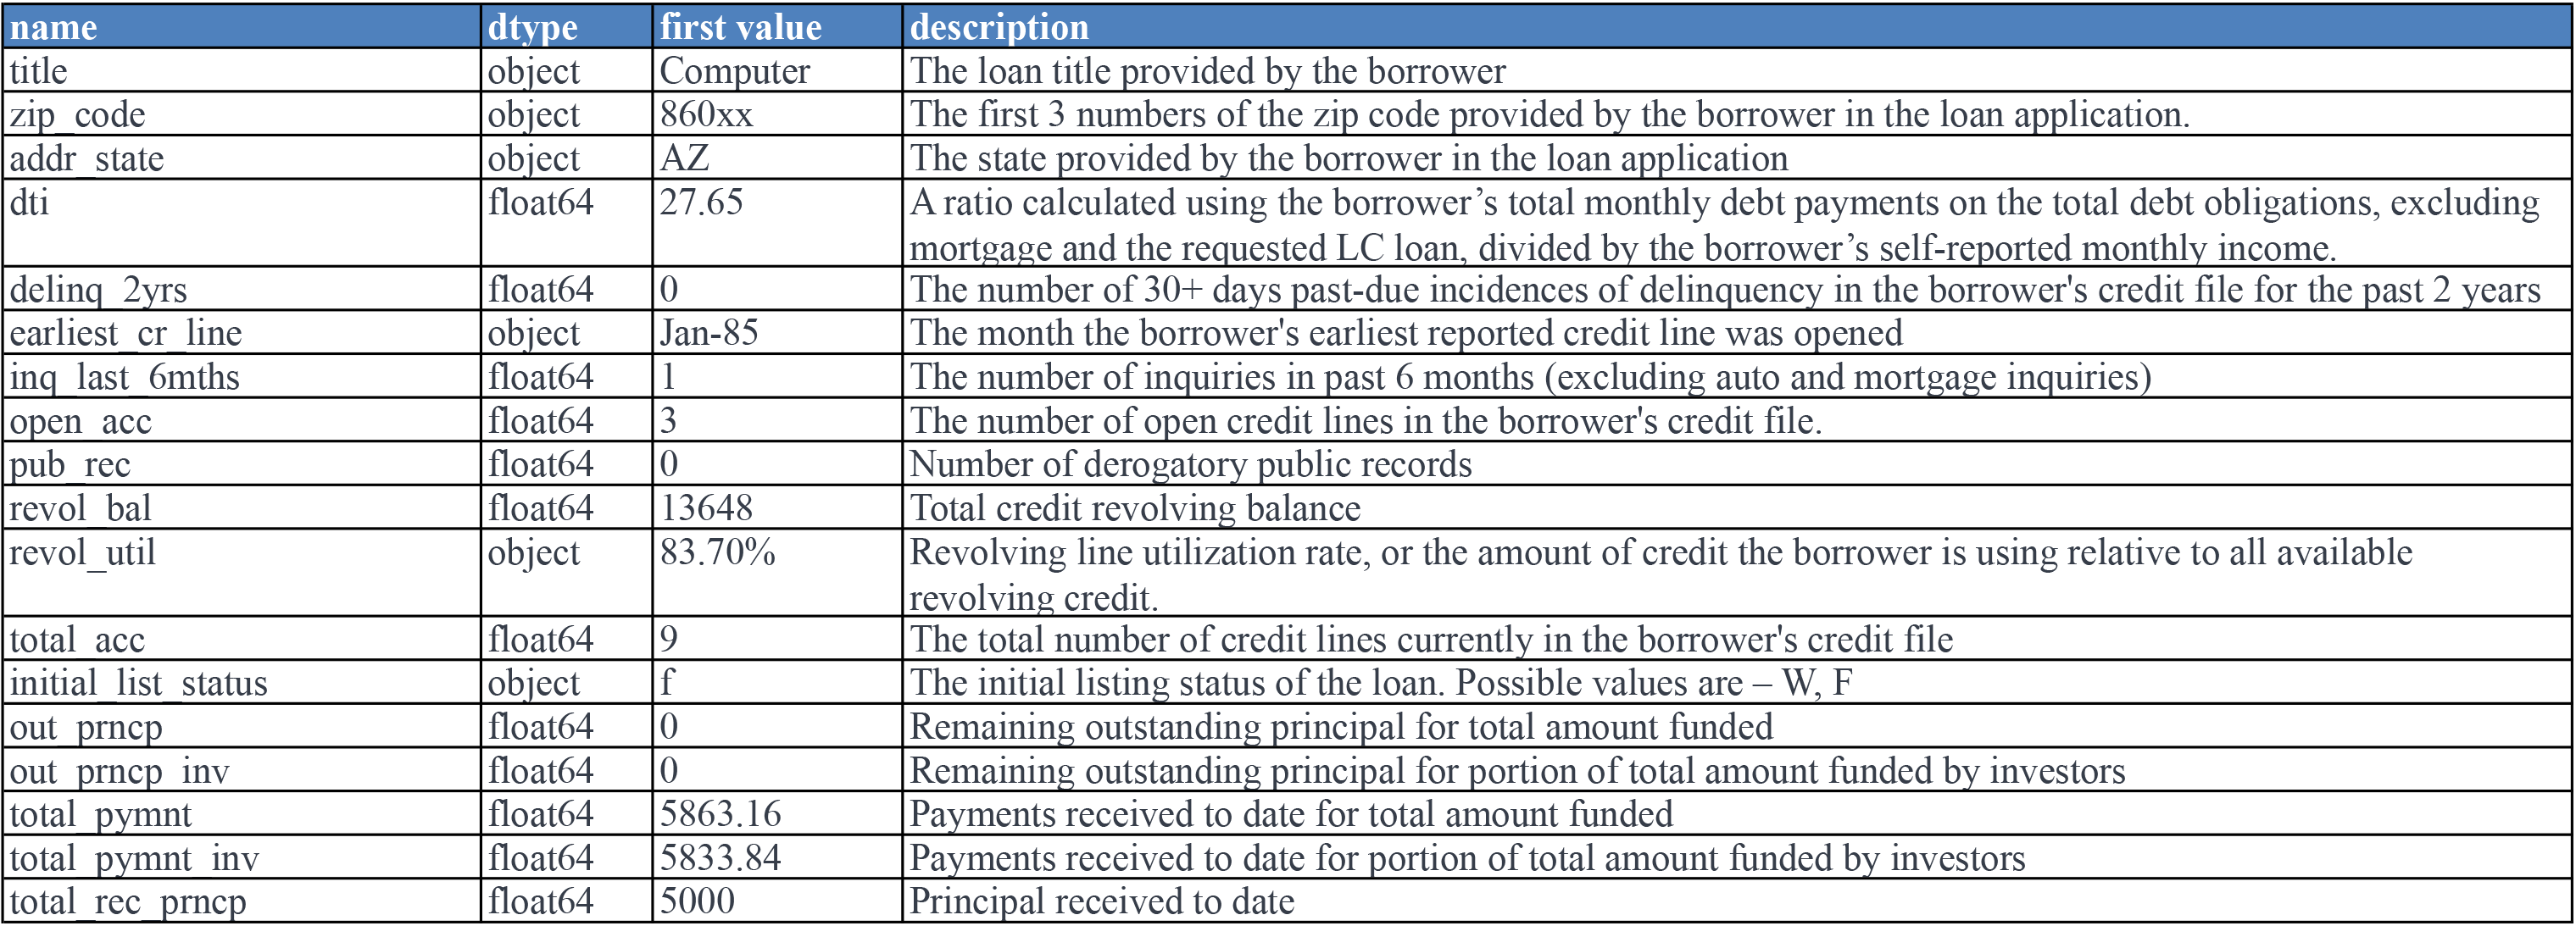 name dtype first value description
title object Computer The loan title provided by the borrower
zip_code object 860xx The first 3 numbers of the zip code provided by the borrower in the loan application.
addr_state object AZ The state provided by the borrower in the loan application
dti float64 27.65 A ratio calculated using the borrower’s total monthly debt payments on the total debt obligations, excluding
mortgage and the requested LC loan, divided by the borrower’s self-reported monthly income.
delinq_2yrs float64 0 The number of 30+ days past-due incidences of delinquency in the borrower's credit file for the past 2 years
earliest_cr_line object Jan-85 The month the borrower's earliest reported credit line was opened
inq_last_6mths float64 1 The number of inquiries in past 6 months (excluding auto and mortgage inquiries)
open_acc float64 3 The number of open credit lines in the borrower's credit file.
pub_rec float64 0 Number of derogatory public records
revol_bal float64 13648 Total credit revolving balance
revol_util object 83.70% Revolving line utilization rate, or the amount of credit the borrower is using relative to all available
revolving credit.
total_acc float64 9 The total number of credit lines currently in the borrower's credit file
initial_list_status object f The initial listing status of the loan. Possible values are – W, F
out_prncp float64 0 Remaining outstanding principal for total amount funded
out_prncp_inv float64 0 Remaining outstanding principal for portion of total amount funded by investors
total_pymnt float64 5863.16 Payments received to date for total amount funded
total_pymnt_inv float64 5833.84 Payments received to date for portion of total amount funded by investors
total_rec_prncp float64 5000 Principal received to date